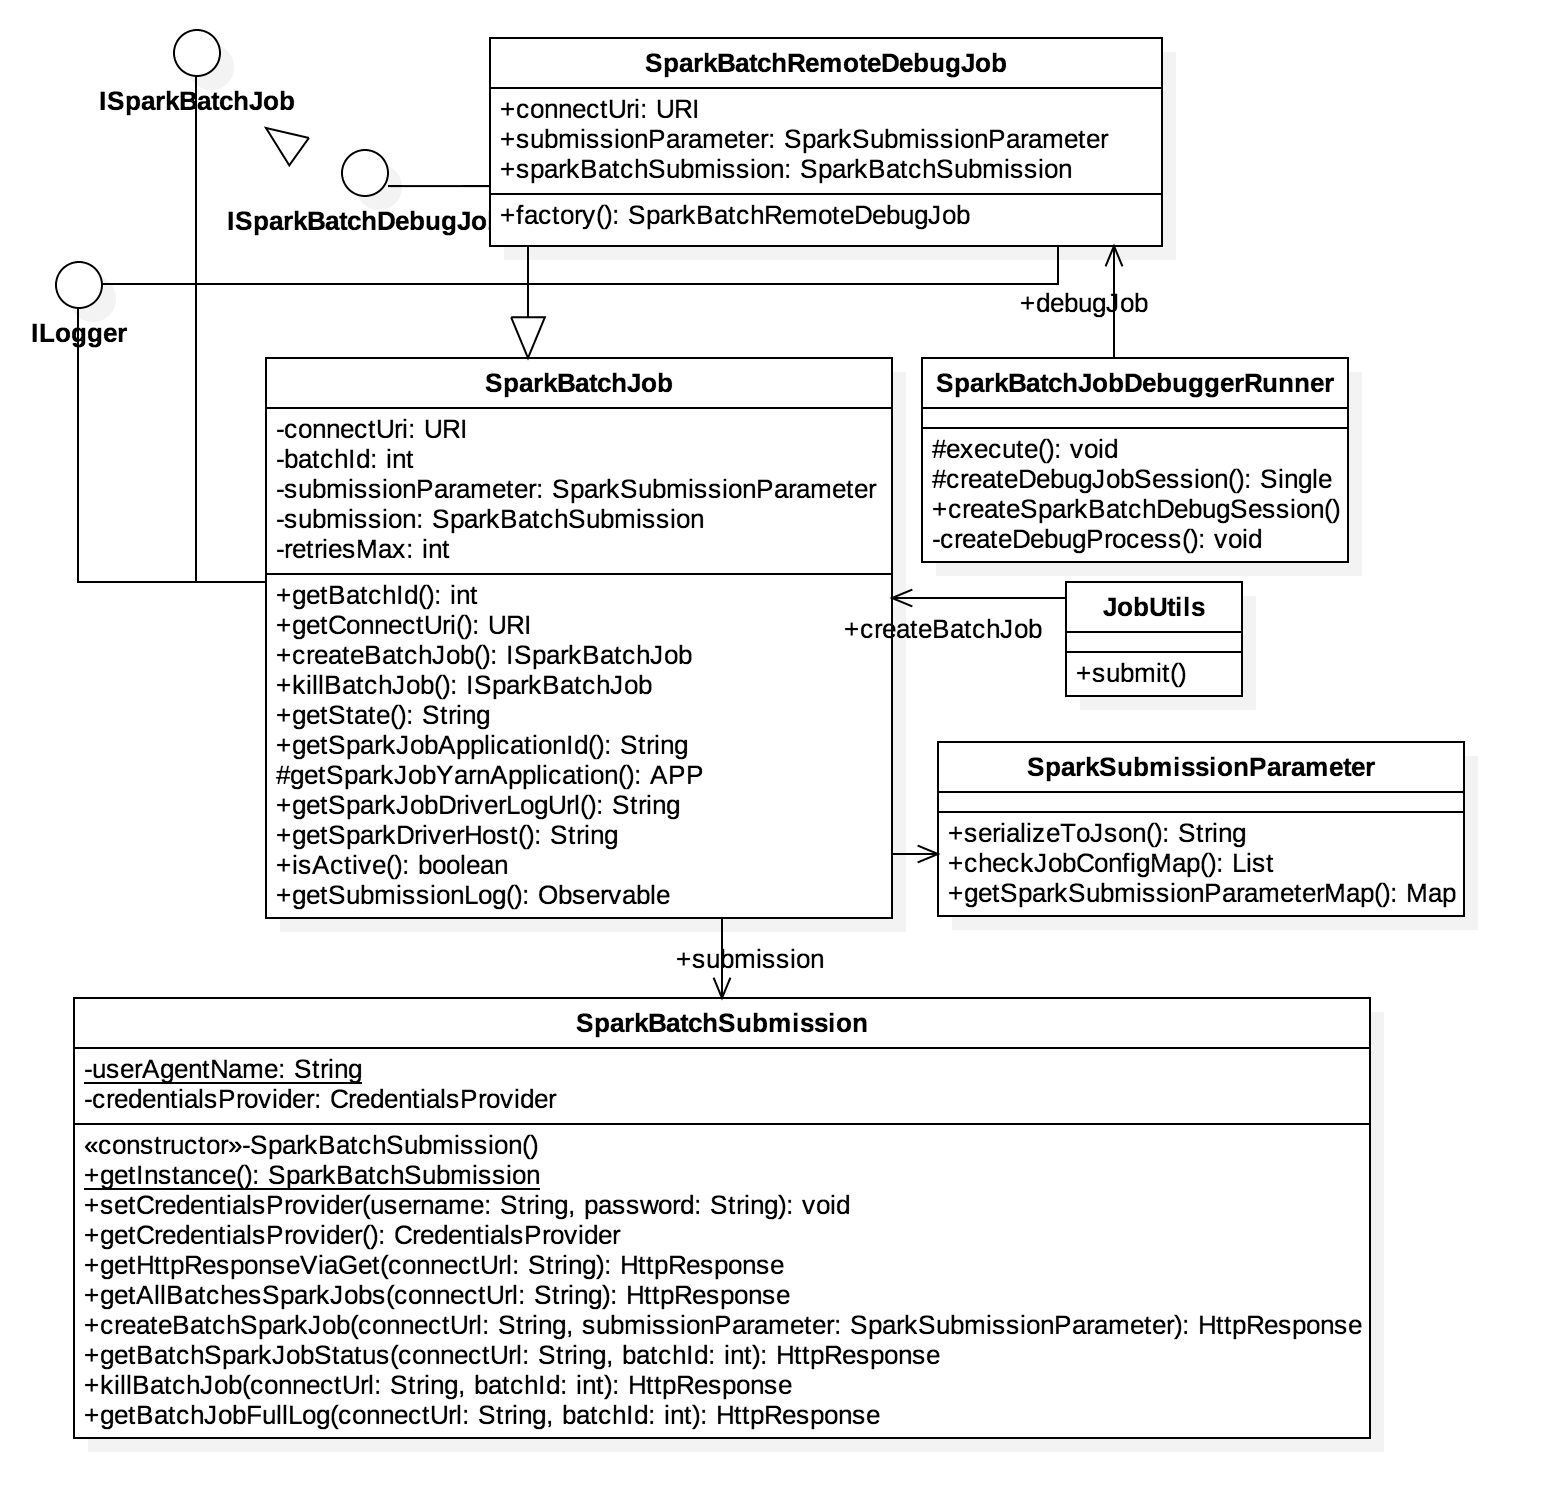 ISparkBatchJob
SparkBatchRemoteDebugJob
+connectUri: URI
+submissionParameter: SparkSubmissionParameter
+sparkBatchSubmission: SparkBatchSubmission
+factory(): SparkBatchRemoteDebugJob
ISparkBatchDebugJo
ILogger
+debugJob
SparkBatchJob
-connectUri: URI
-batchId: int
-submissionParameter: SparkSubmissionParameter
-submission: SparkBatchSubmission
-retriesMax: int
+getBatchId(): int
+getConnectUri(): URI
+createBatchJob(): ISparkBatchJob
+killBatchJob(): ISparkBatchJob
+getState(): String
+getSparkJobApplicationId(): String
#getSparkJobYarnApplication(): APP
+getSparkJobDriverLogUrl(): String
+getSparkDriverHost(): String
+isActive(): boolean
+getSubmissionLog(): Observable
SparkBatchJobDebuggerRunner
#execute(): void
#createDebugJobSession(): Single
+createSparkBatchDebugSession()
-createDebugProcess(): void
+createBatchJob
JobUtils
+submit()
SparkSubmissionParameter
+serializeToJson(): String
+checkJobConfigMap(): List
+getSparkSubmissionParameterMap(): Map
+submission
SparkBatchSubmission
-userAgentName: String
-credentialsProvider: CredentialsProvider
«constructor»-SparkBatchSubmission()
+getInstance(): SparkBatchSubmission
+setCredentialsProvider(username: String, password: String): void
+getCredentialsProvider(): CredentialsProvider
+getHttpResponseViaGet(connectUrl: String): HttpResponse
+getAllBatchesSparkJobs(connectUrl: String): HttpResponse
+createBatchSparkJob(connectUrl: String, submissionParameter: SparkSubmissionParameter): HttpResponse
+getBatchSparkJobStatus(connectUrl: String, batchId: int): HttpResponse
+killBatchJob(connectUrl: String, batchId: int): HttpResponse
+getBatchJobFullLog(connectUrl: String, batchId: int): HttpResponse